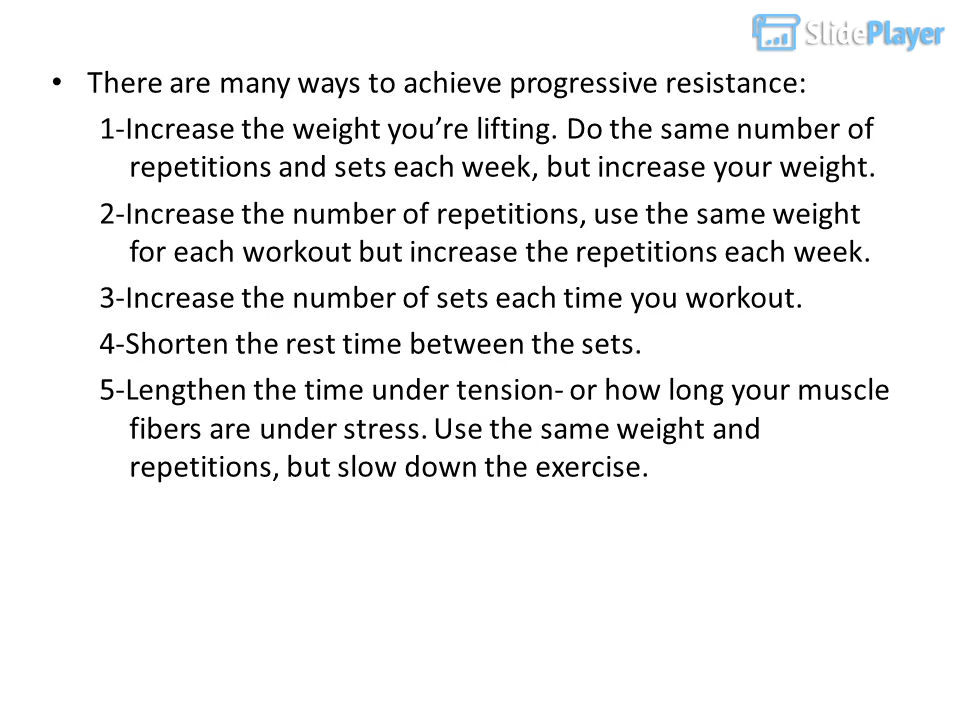 SlidePlayer
• There are many ways to achieve progressive resistance:
1-Increase the weight you’re lifting. Do the same number of
repetitions and sets each week, but increase your weight.
2-Increase the number of repetitions, use the same weight
for each workout but increase the repetitions each week.
3-Increase the number of sets each time you workout.
4-Shorten the rest time between the sets.
5-Lengthen the time under tension- or how long your muscle
fibers are under stress. Use the same weight and
repetitions, but slow down the exercise.